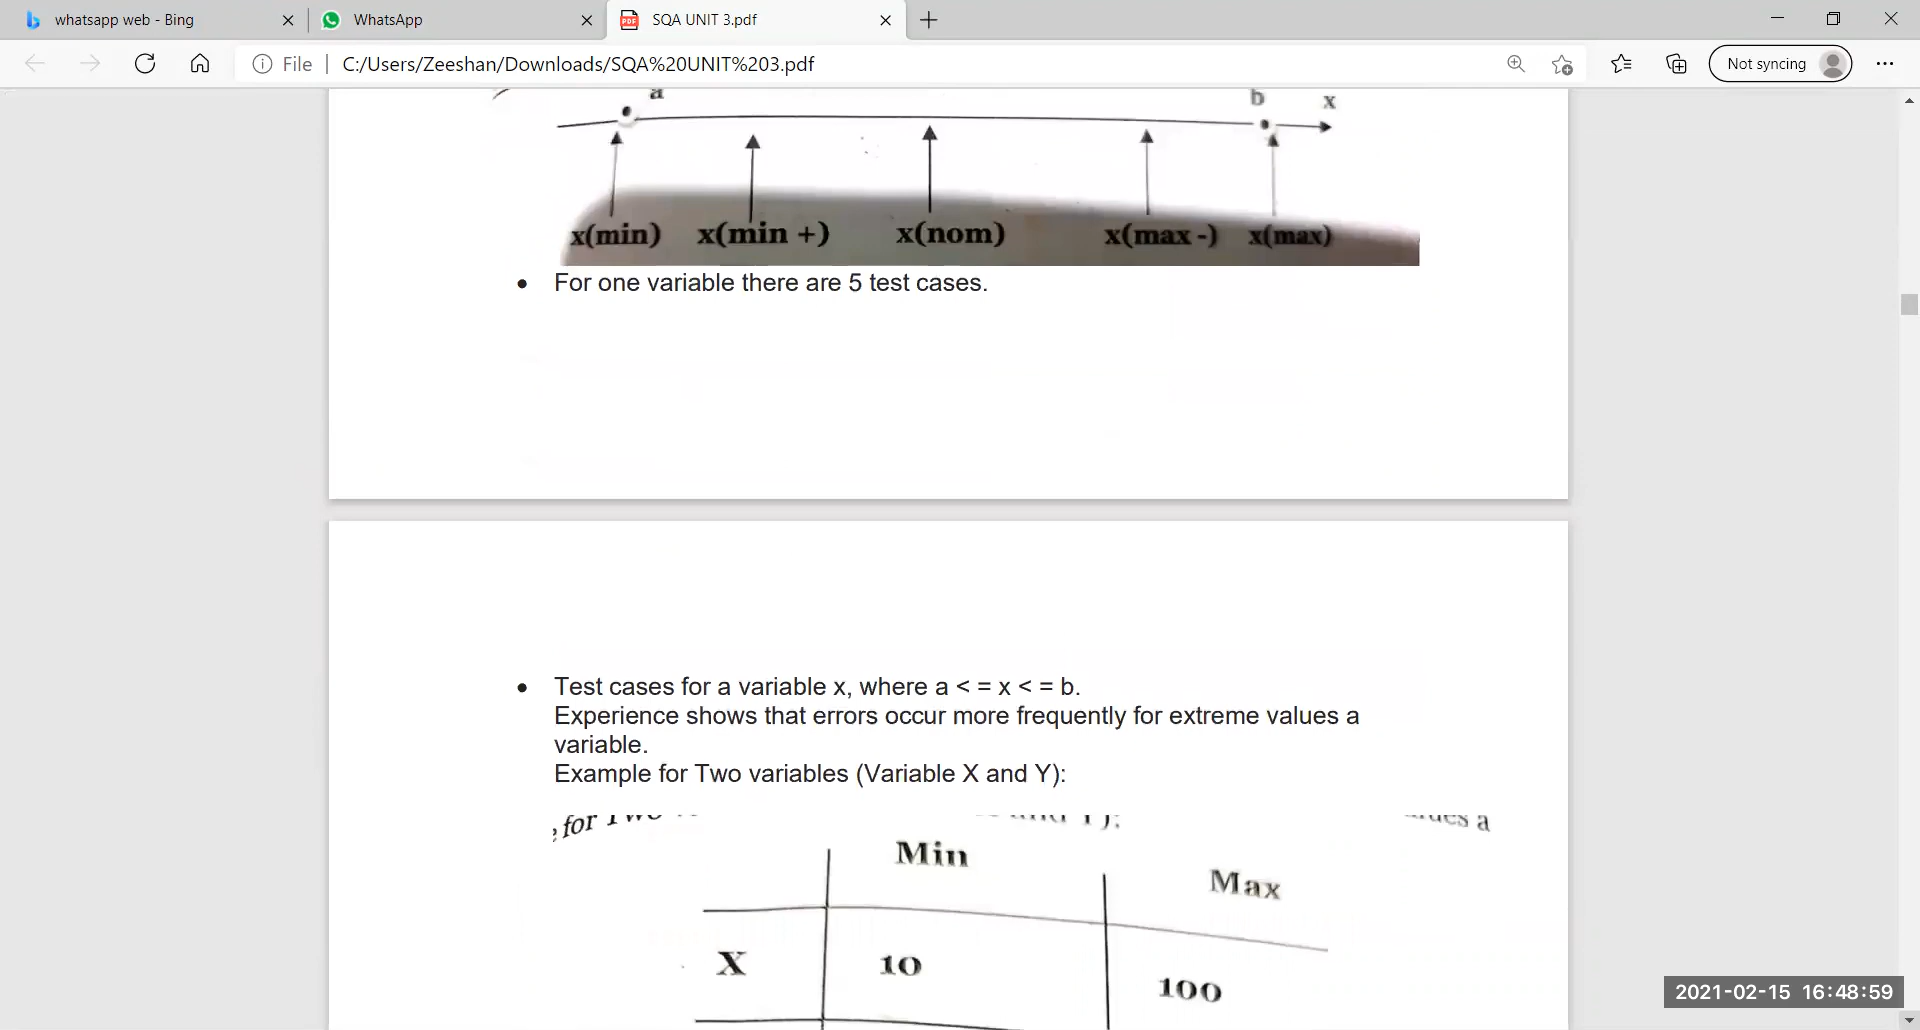 whatsapp web - Bing
WhatsApp
SQA UNIT 3.pdf
File
C:/Users/Zeeshan/Downloads/SQA%20UNIT%203.pdf
Not syncing
a
b
x
x(min)
x(min +)
x(nom)
x(max -)
x(max)
• For one variable there are 5 test cases.
• Test cases for a variable x, where a < = x < = b.
Experience shows that errors occur more frequently for extreme values a
variable.
Example for Two variables (Variable X and Y):
for
a
Min
Max
X
10
100
2021-02-15 16:48:59